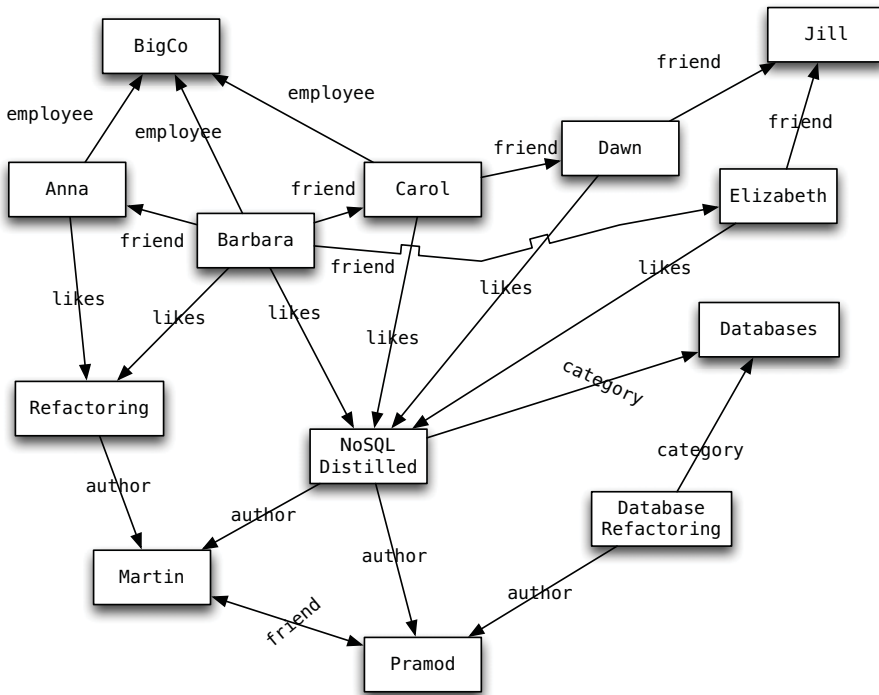 BigCo
Jill
friend
employee
employee
employee
friend
friend
Dawn
Anna
friend
Carol
Elizabeth
friend
Barbara
friend
likes
likes
likes
likes
likes
likes
Databases
category
Refactoring
NoSQL
Distilled
category
author
author
Database
Refactoring
author
Martin
author
friend
Pramod